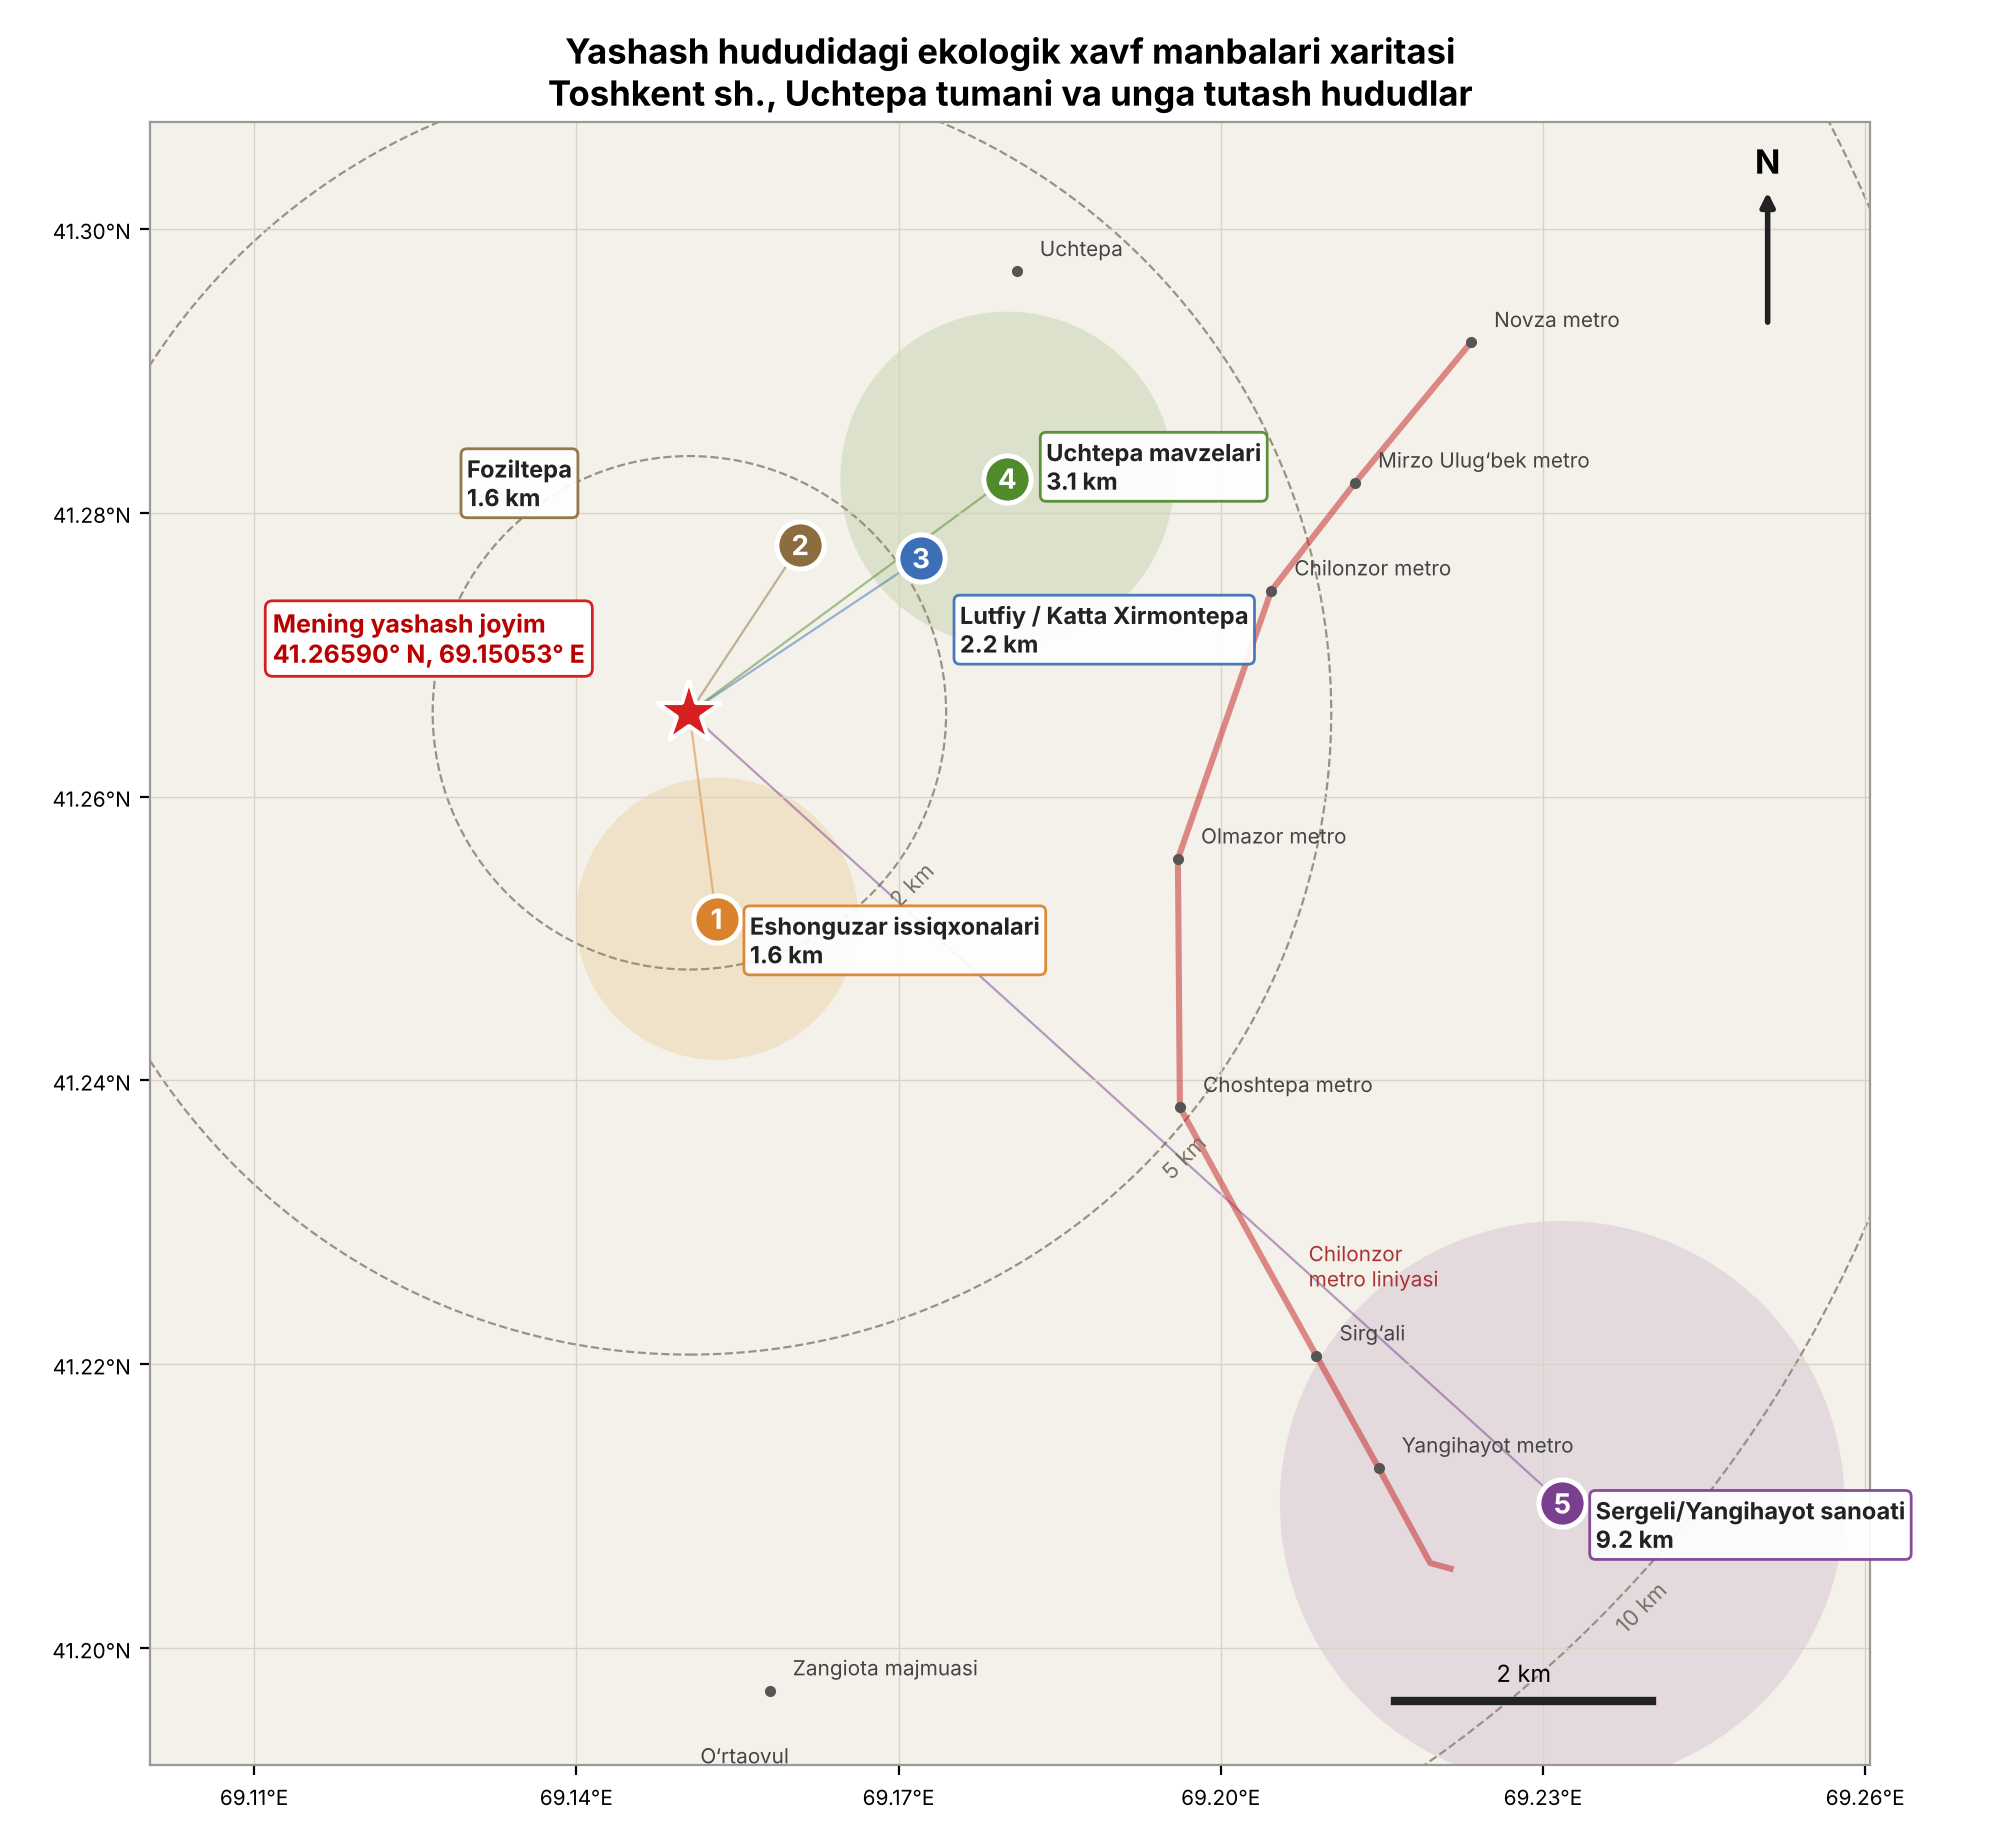 Yashash hududidagi ekologik xavf manbalari xaritasi
Toshkent sh., Uchtepa tumani va unga tutash hududlar
N
41.30°N
Uchtepa
Novza metro
Foziltepa
1.6 km
4
Uchtepa mavzelari
3.1 km
Mirzo Ulug‘bek metro
41.28°N
2
3
Chilonzor metro
Mening yashash joyim
41.26590° N, 69.15053° E
Lutfiy / Katta Xirmontepa
2.2 km
41.26°N
Olmazor metro
2 km
1
Eshonguzar issiqxonalari
1.6 km
41.24°N
Choshtepa metro
5 km
Chilonzor
metro liniyasi
Sirg‘ali
41.22°N
Yangihayot metro
5
Sergeli/Yangihayot sanoati
9.2 km
10 km
41.20°N
Zangiota majmuasi
2 km
O‘rtaovul
69.11°E
69.14°E
69.17°E
69.20°E
69.23°E
69.26°E